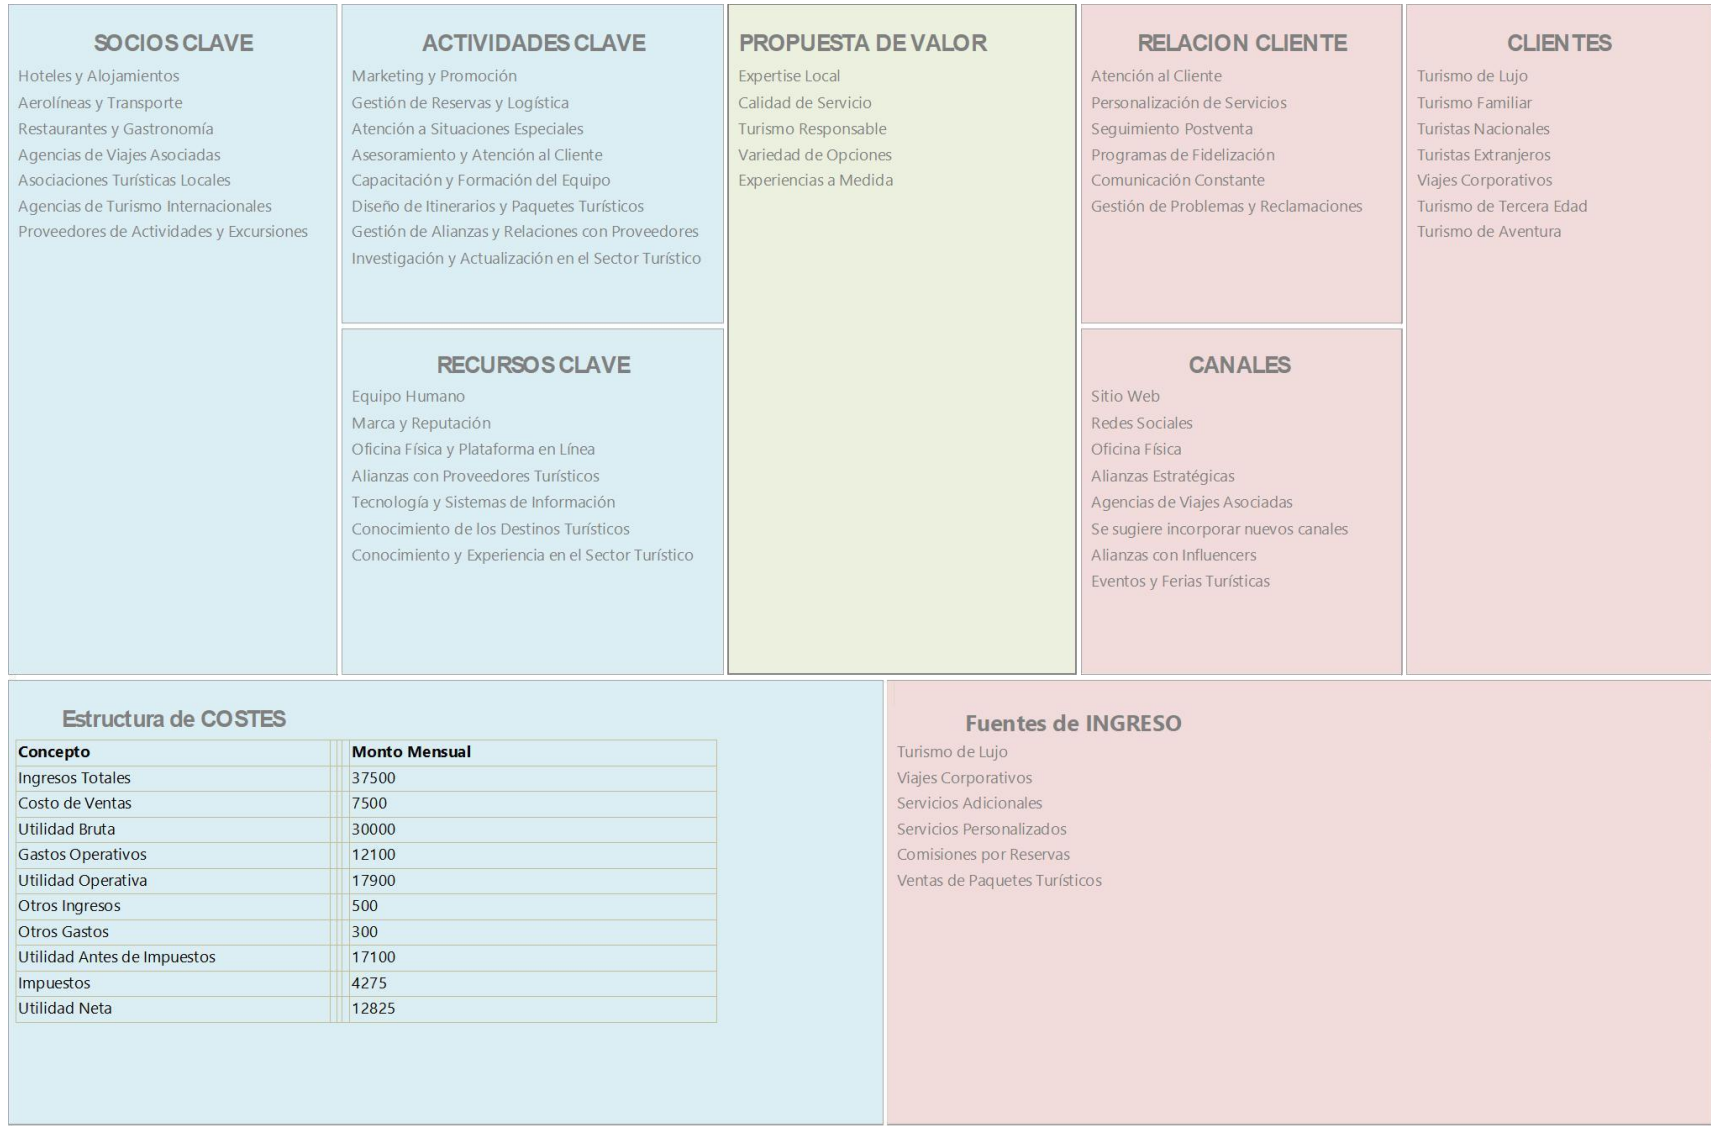 SOCIOS CLAVE
Hoteles y Alojamientos
Aerolíneas y Transporte
Restaurantes y Gastronomía
Agencias de Viajes Asociadas
Asociaciones Turísticas Locales
Agencias de Turismo Internacionales
Proveedores de Actividades y Excursiones
ACTIVIDADES CLAVE
Marketing y Promoción
Gestión de Reservas y Logística
Atención a Situaciones Especiales
Asesoramiento y Atención al Cliente
Capacitación y Formación del Equipo
Diseño de Itinerarios y Paquetes Turísticos
Gestión de Alianzas y Relaciones con Proveedores
Investigación y Actualización en el Sector Turístico
RECURSOS CLAVE
Equipo Humano
Marca y Reputación
Oficina Física y Plataforma en Línea
Alianzas con Proveedores Turísticos
Tecnología y Sistemas de Información
Conocimiento de los Destinos Turísticos
Conocimiento y Experiencia en el Sector Turístico
PROPUESTA DE VALOR
Expertise Local
Calidad de Servicio
Turismo Responsable
Variedad de Opciones
Experiencias a Medida
RELACION CLIENTE
Atención al Cliente
Personalización de Servicios
Seguimiento Postventa
Programas de Fidelización
Comunicación Constante
Gestión de Problemas y Reclamaciones
CANALES
Sitio Web
Redes Sociales
Oficina Física
Alianzas Estratégicas
Agencias de Viajes Asociadas
Se sugiere incorporar nuevos canales
Alianzas con Influencers
Eventos y Ferias Turísticas
CLIENTES
Turismo de Lujo
Turismo Familiar
Turistas Nacionales
Turistas Extranjeros
Viajes Corporativos
Turismo de Tercera Edad
Turismo de Aventura
Estructura de COSTES
Concepto Monto Mensual
Ingresos Totales 37500
Costo de Ventas 7500
Utilidad Bruta 30000
Gastos Operativos 12100
Utilidad Operativa 17900
Otros Ingresos 500
Otros Gastos 300
Utilidad Antes de Impuestos 17100
Impuestos 4275
Utilidad Neta 12825
Fuentes de INGRESO
Turismo de Lujo
Viajes Corporativos
Servicios Adicionales
Servicios Personalizados
Comisiones por Reservas
Ventas de Paquetes Turísticos